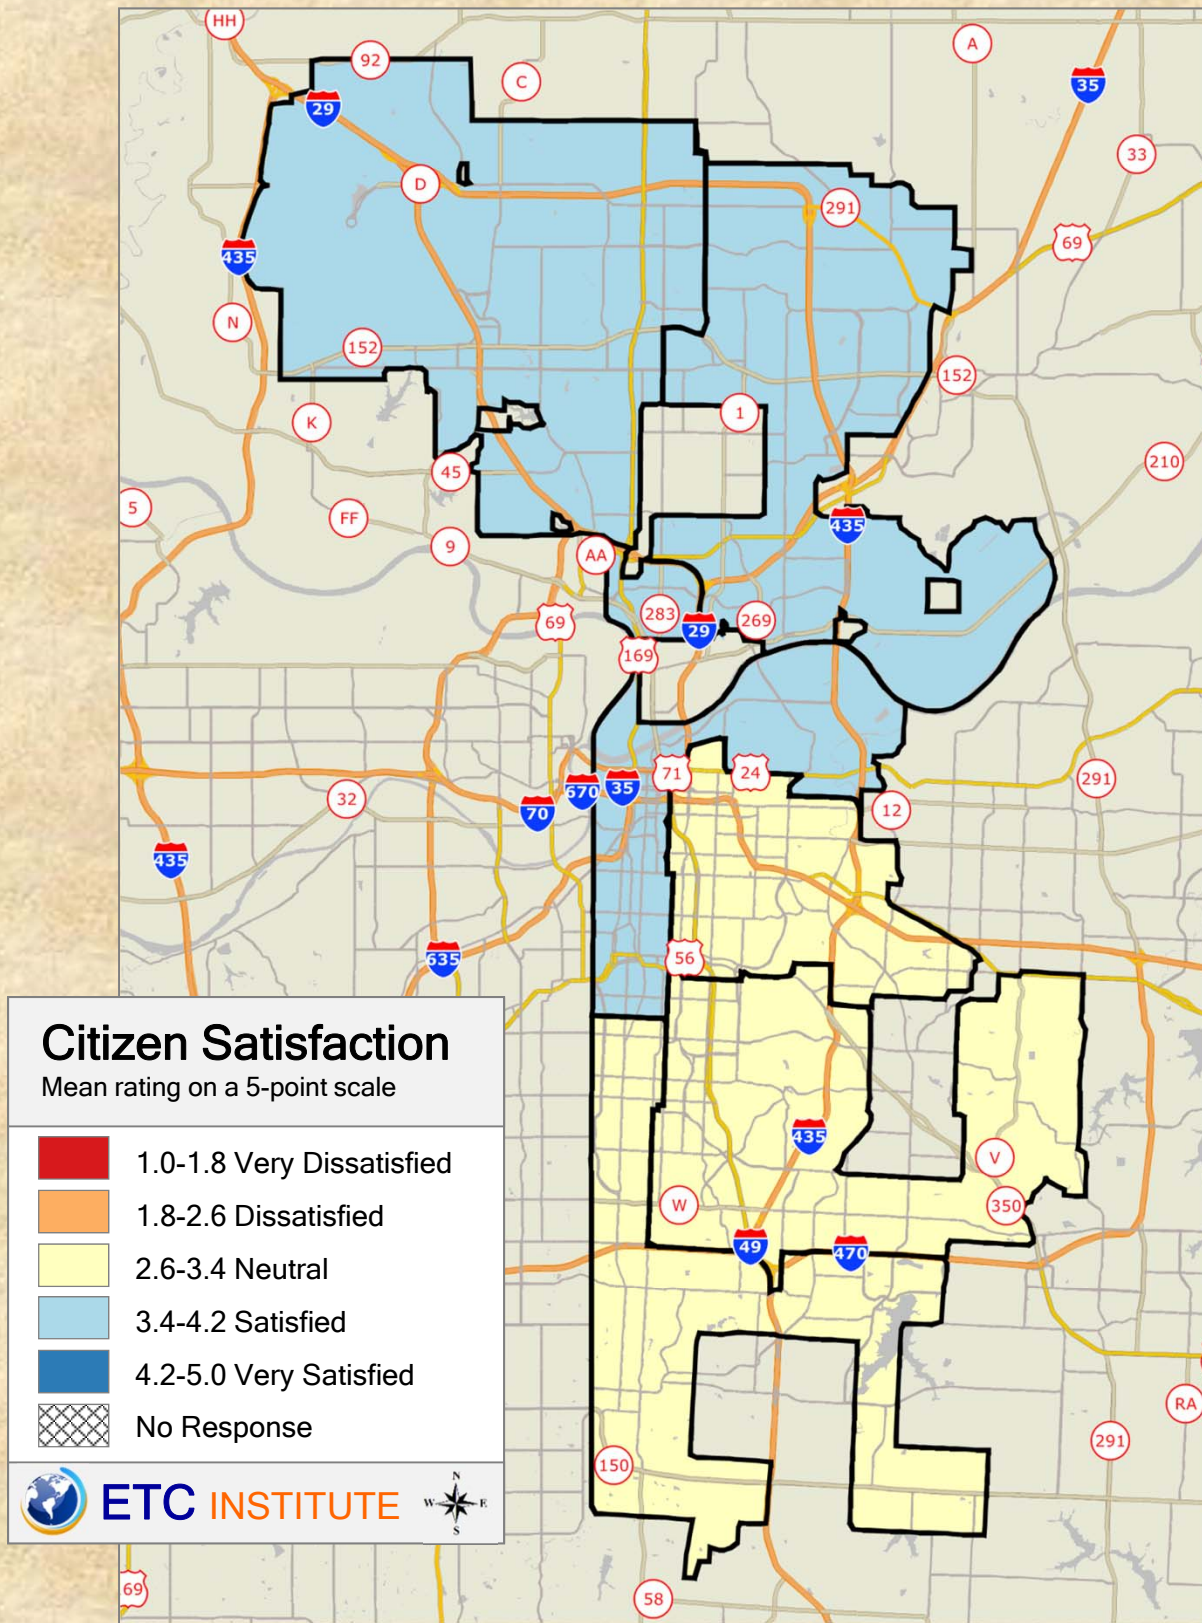 HH
92
C
A
29
35
33
D
291
69
435
N
152
152
K
1
45
210
5
FF
435
9
AA
283
269
69
29
169
71
24
291
670
35
32
70
12
435
56
635
Citizen Satisfaction
Mean rating on a 5-point scale
1.0-1.8 Very Dissatisfied
1.8-2.6 Dissatisfied
2.6-3.4 Neutral
3.4-4.2 Satisfied
4.2-5.0 Very Satisfied
No Response
ETC INSTITUTE
N
W E
S
435
V
W
350
49
470
RA
291
150
69
58